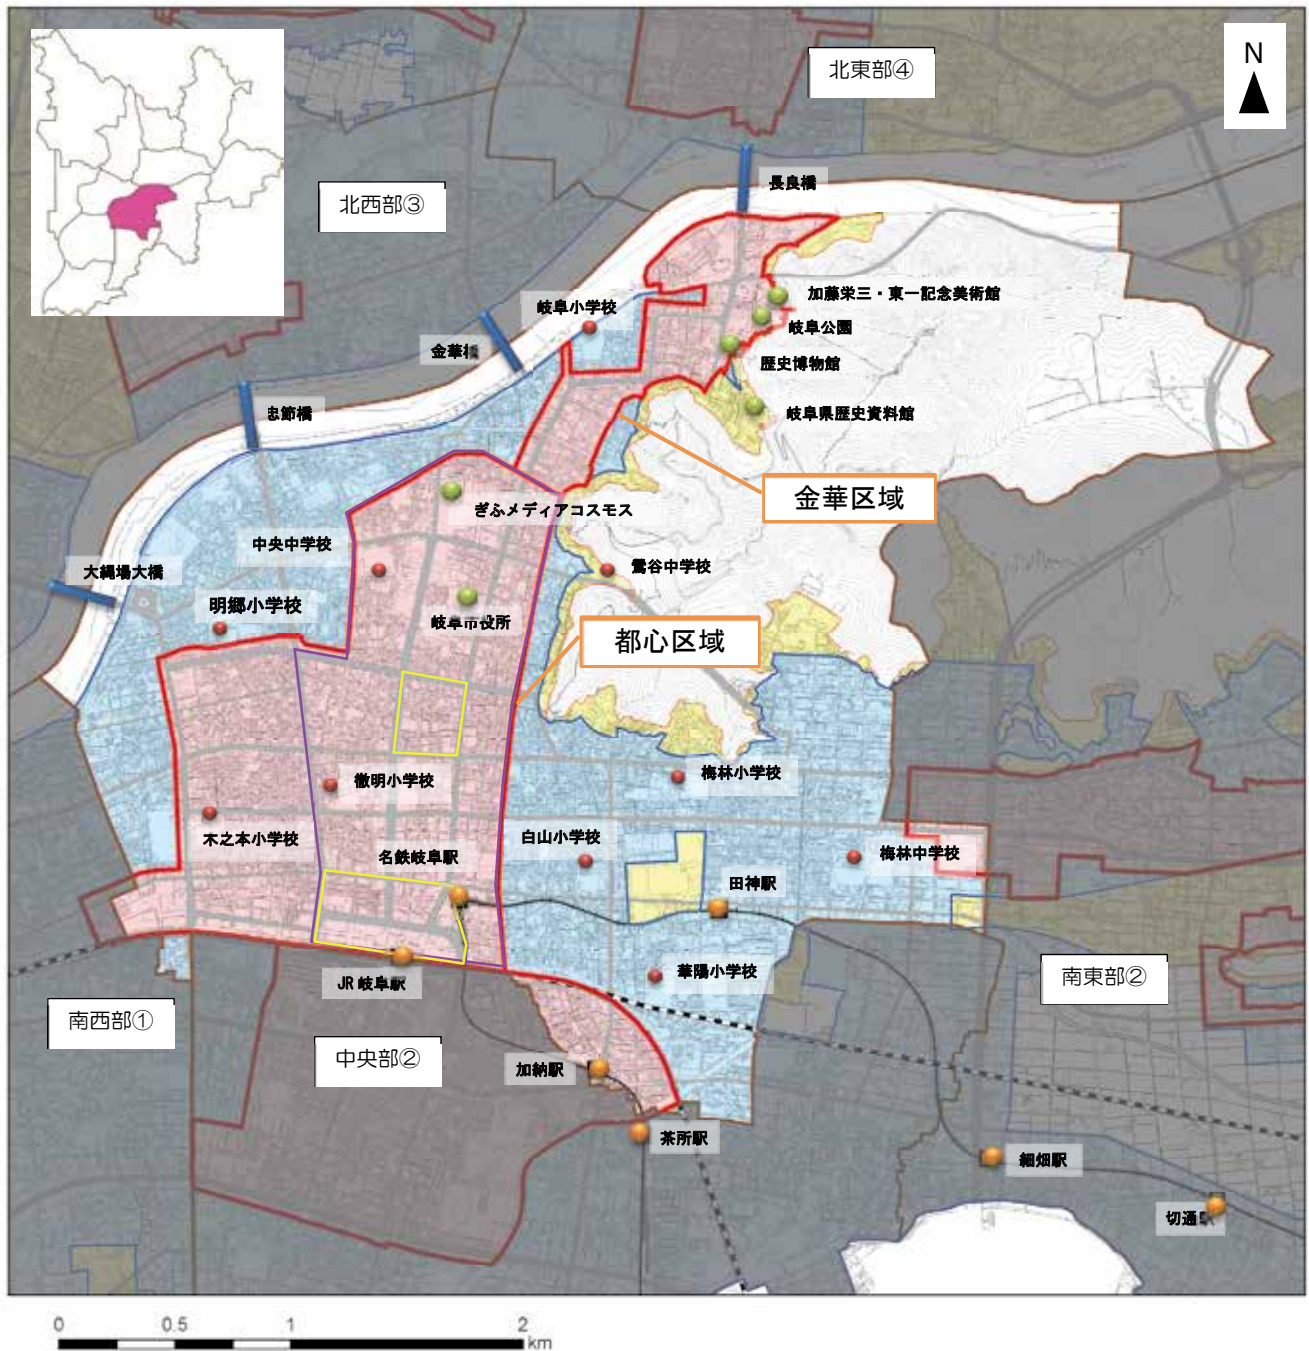 北東部④
N
長良橋
北西部③
加藤栄三・東一記念美術館
岐阜小学校
岐阜公園
金華橋
歴史博物館
忠節橋
岐阜県歴史資料館
金華区域
ぎふメディアコスモス
中央中学校
大縄場大橋
鶯谷中学校
明郷小学校
岐阜市役所
都心区域
梅林小学校
徹明小学校
木之本小学校
白山小学校
名鉄岐阜駅
梅林中学校
田神駅
華陽小学校
南東部②
JR岐阜駅
南西部①
中央部②
加納駅
茶所駅
細畑駅
切通駅
0 0.5 1 2
km